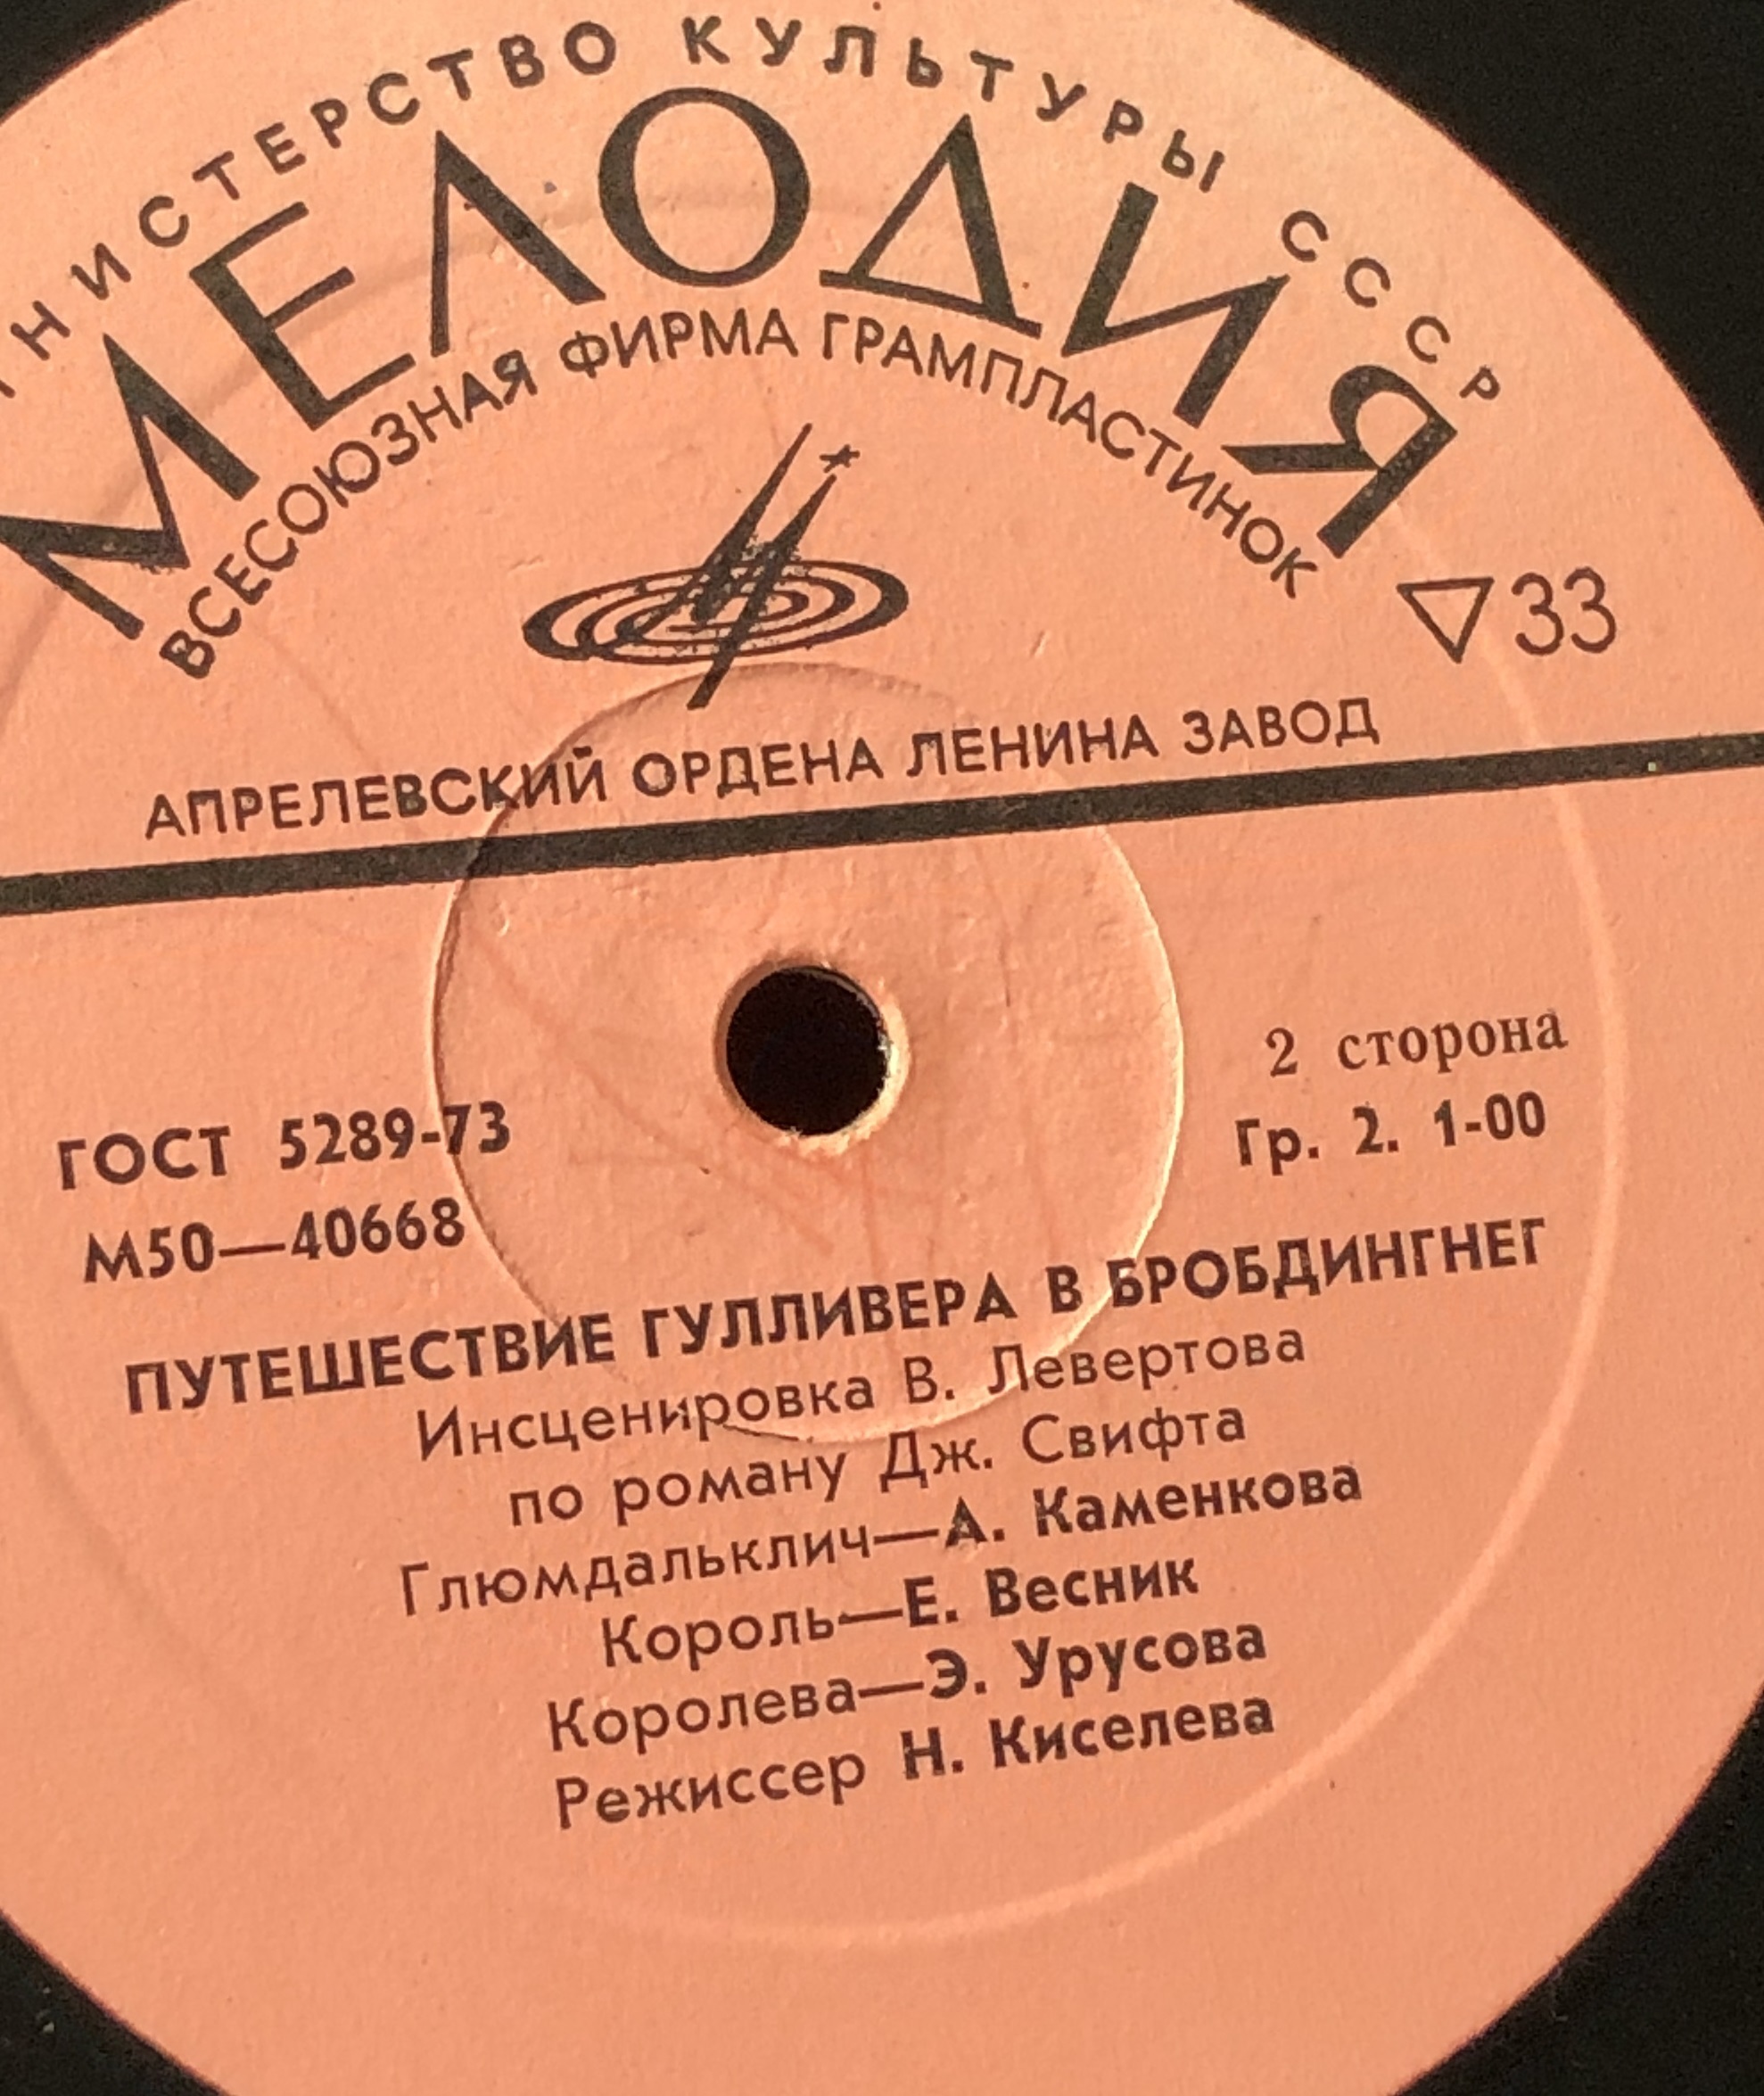 МИНИСТЕРСТВО КУЛЬТУРЫ СССР
МЕЛОДИЯ
ВСЕСОЮЗНАЯ ФИРМА ГРАМПЛАСТИНОК
▽33
АПРЕЛЕВСКИЙ ОРДЕНА ЛЕНИНА ЗАВОД
2 сторона
ГОСТ 5289-73
Гр. 2. 1-00
М50—40668
ПУТЕШЕСТВИЕ ГУЛЛИВЕРА В БРОБДИНГНЕГ
Инсценировка В. Левертова
по роману Дж. Свифта
Глюмдальклич—А. Каменкова
Король—Е. Весник
Королева—Э. Урусова
Режиссер Н. Киселева